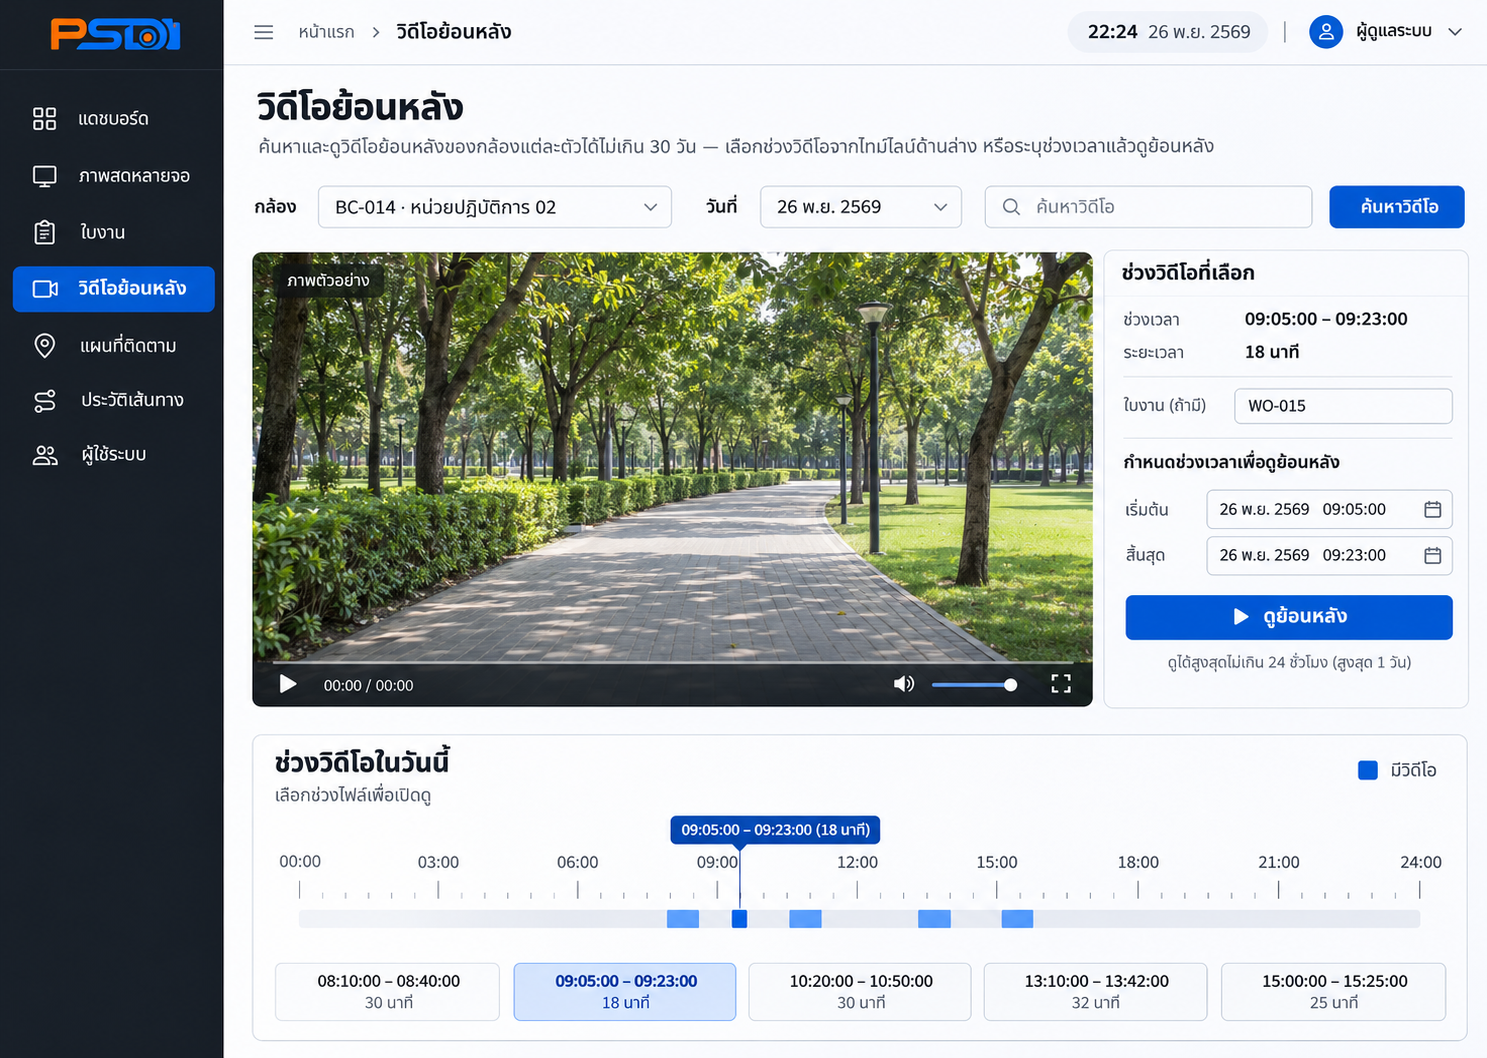 PSDI
แดชบอร์ด
ภาพสดหลายจอ
ใบงาน
วิดีโอย้อนหลัง
แผนที่ติดตาม
ประวัติเส้นทาง
ผู้ใช้ระบบ
หน้าแรก > วิดีโอย้อนหลัง
22:24 26 พ.ย. 2569
ผู้ดูแลระบบ
วิดีโอย้อนหลัง
ค้นหาและดูวิดีโอย้อนหลังของกล้องแต่ละตัวได้ไม่เกิน 30 วัน — เลือกช่วงวิดีโอจากไทม์ไลน์ด้านล่าง หรือระบุช่วงเวลาแล้วดูย้อนหลัง
กล้อง BC-014 · หน่วยปฏิบัติการ 02 วันที่ 26 พ.ย. 2569 ค้นหาวิดีโอ ค้นหาวิดีโอ
ภาพตัวอย่าง
00:00 / 00:00
ช่วงวิดีโอที่เลือก
ช่วงเวลา 09:05:00 – 09:23:00
ระยะเวลา 18 นาที
ใบงาน (ถ้ามี) WO-015
กำหนดช่วงเวลาเพื่อดูย้อนหลัง
เริ่มต้น 26 พ.ย. 2569 09:05:00
สิ้นสุด 26 พ.ย. 2569 09:23:00
ดูย้อนหลัง
ดูได้สูงสุดไม่เกิน 24 ชั่วโมง (สูงสุด 1 วัน)
ช่วงวิดีโอในวันนี้
เลือกช่วงไฟล์เพื่อเปิดดู
มีวิดีโอ
09:05:00 – 09:23:00 (18 นาที)
00:00 03:00 06:00 09:00 12:00 15:00 18:00 21:00 24:00
08:10:00 – 08:40:00
30 นาที
09:05:00 – 09:23:00
18 นาที
10:20:00 – 10:50:00
30 นาที
13:10:00 – 13:42:00
32 นาที
15:00:00 – 15:25:00
25 นาที